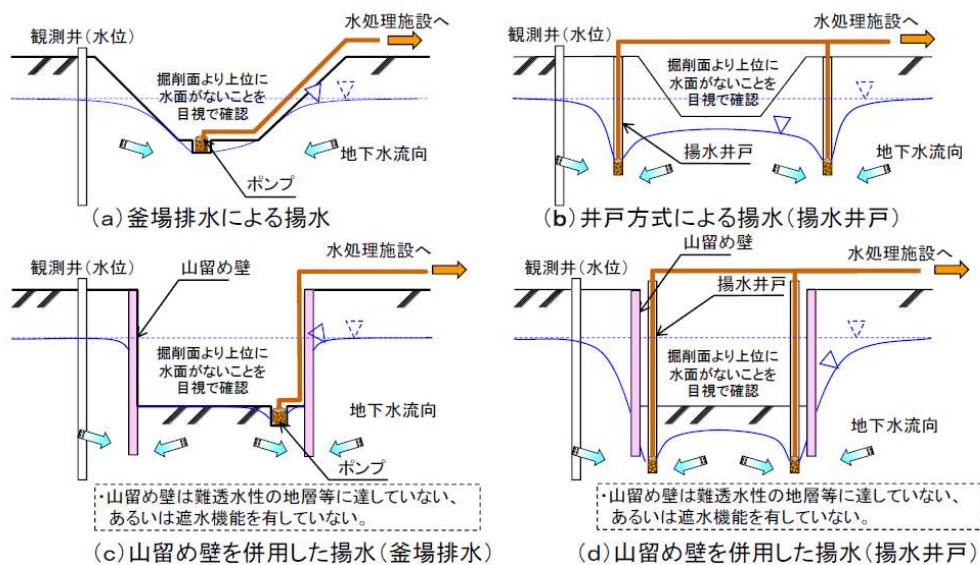 水処理施設へ
観測井(水位)
掘削面より上位に
水面がないことを
目視で確認
地下水流向
ポンプ
(a)釜場排水による揚水
水処理施設へ
観測井(水位)
掘削面より上位に
水面がないことを
目視で確認
揚水井戸
地下水流向
(b)井戸方式による揚水(揚水井戸)
水処理施設へ
山留め壁
観測井(水位)
掘削面より上位に
水面がないことを
目視で確認
地下水流向
ポンプ
・山留め壁は難透水性の地層等に達していない、
あるいは遮水機能を有していない。
(c)山留め壁を併用した揚水(釜場排水)
山留め壁
水処理施設へ
観測井(水位)
揚水井戸
掘削面より上位に
水面がないことを
目視で確認
地下水流向
・山留め壁は難透水性の地層等に達していない、
あるいは遮水機能を有していない。
(d)山留め壁を併用した揚水(揚水井戸)